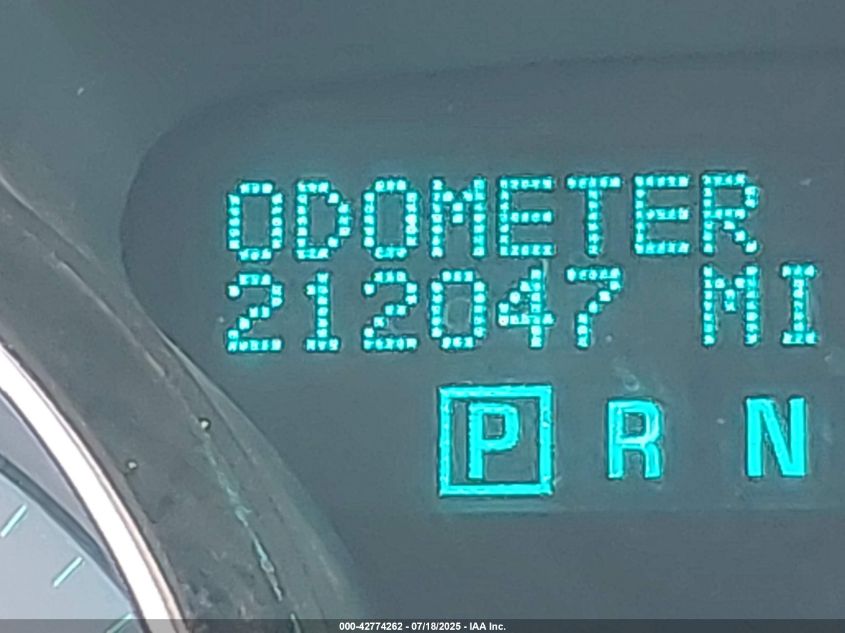 ODOMETER
212047 MI
P R N
000-42774262 - 07/18/2025 - IAA Inc.